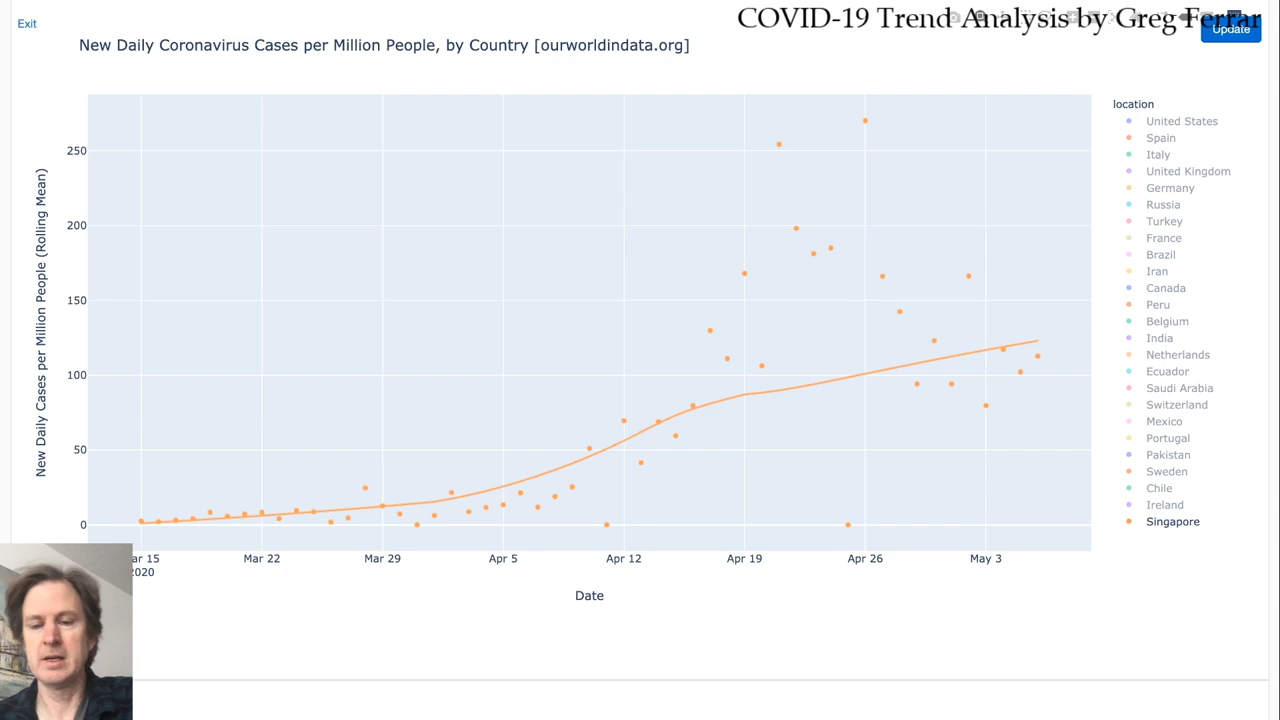 COVID-19 Trend Analysis by Greg Ferrar
Exit
Update
New Daily Coronavirus Cases per Million People, by Country [ourworldindata.org]
location
United States
Spain
Italy
United Kingdom
Germany
Russia
Turkey
France
Brazil
Iran
Canada
Peru
Belgium
India
Netherlands
Ecuador
Saudi Arabia
Switzerland
Mexico
Portugal
Pakistan
Sweden
Chile
Ireland
Singapore
New Daily Cases per Million People (Rolling Mean)
250
200
150
100
50
0
ar 15
2020
Mar 22
Mar 29
Apr 5
Apr 12
Apr 19
Apr 26
May 3
Date